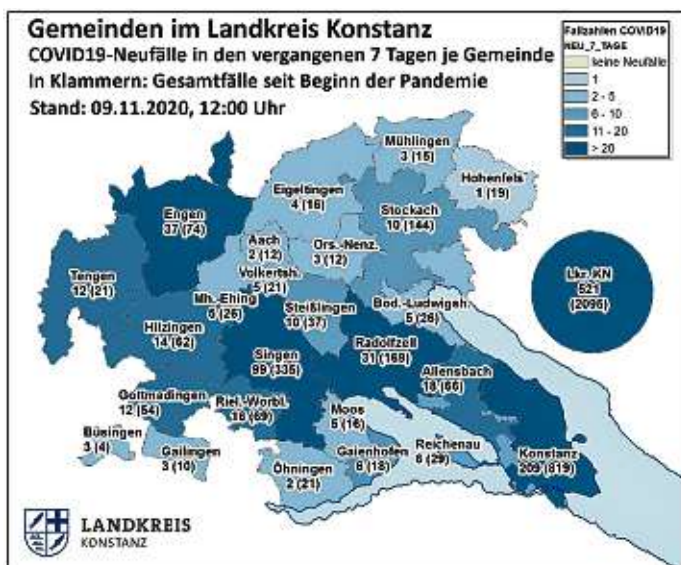 Gemeinden im Landkreis Konstanz
COVID19-Neufälle in den vergangenen 7 Tagen je Gemeinde
In Klammern: Gesamtfälle seit Beginn der Pandemie
Stand: 09.11.2020, 12:00 Uhr
Fallzahlen COVID19
NEU_7_TAGE
keine Neufälle
1
2 - 5
6 - 10
11 - 20
> 20
Mühlingen
3 (15)
Hohenfels
1 (19)
Eigeltingen
4 (16)
Stockach
10 (144)
Engen
37 (74)
Aach
2 (12)
Ors.-Nenz.
3 (12)
Volkertsh.
5 (21)
Tengen
12 (21)
Mh.-Ehing
(26)
Steißlingen
10 (37)
Bod.-Ludwigsh.
5 (26)
Lkr. KN
521
(2096)
Hilzingen
14 (62)
Singen
99 (335)
Radolfzell
31 (169)
Allensbach
18 (66)
Gottmadingen
12 (54)
Riel.-Worbl.
(69)
Moos
5 (16)
Büsingen
3 (4)
Gailingen
3 (10)
Gaienhofen
6 (18)
Reichenau
6 (29)
Konstanz
209 (819)
Öhningen
2 (21)
LANDKREIS
KONSTANZ